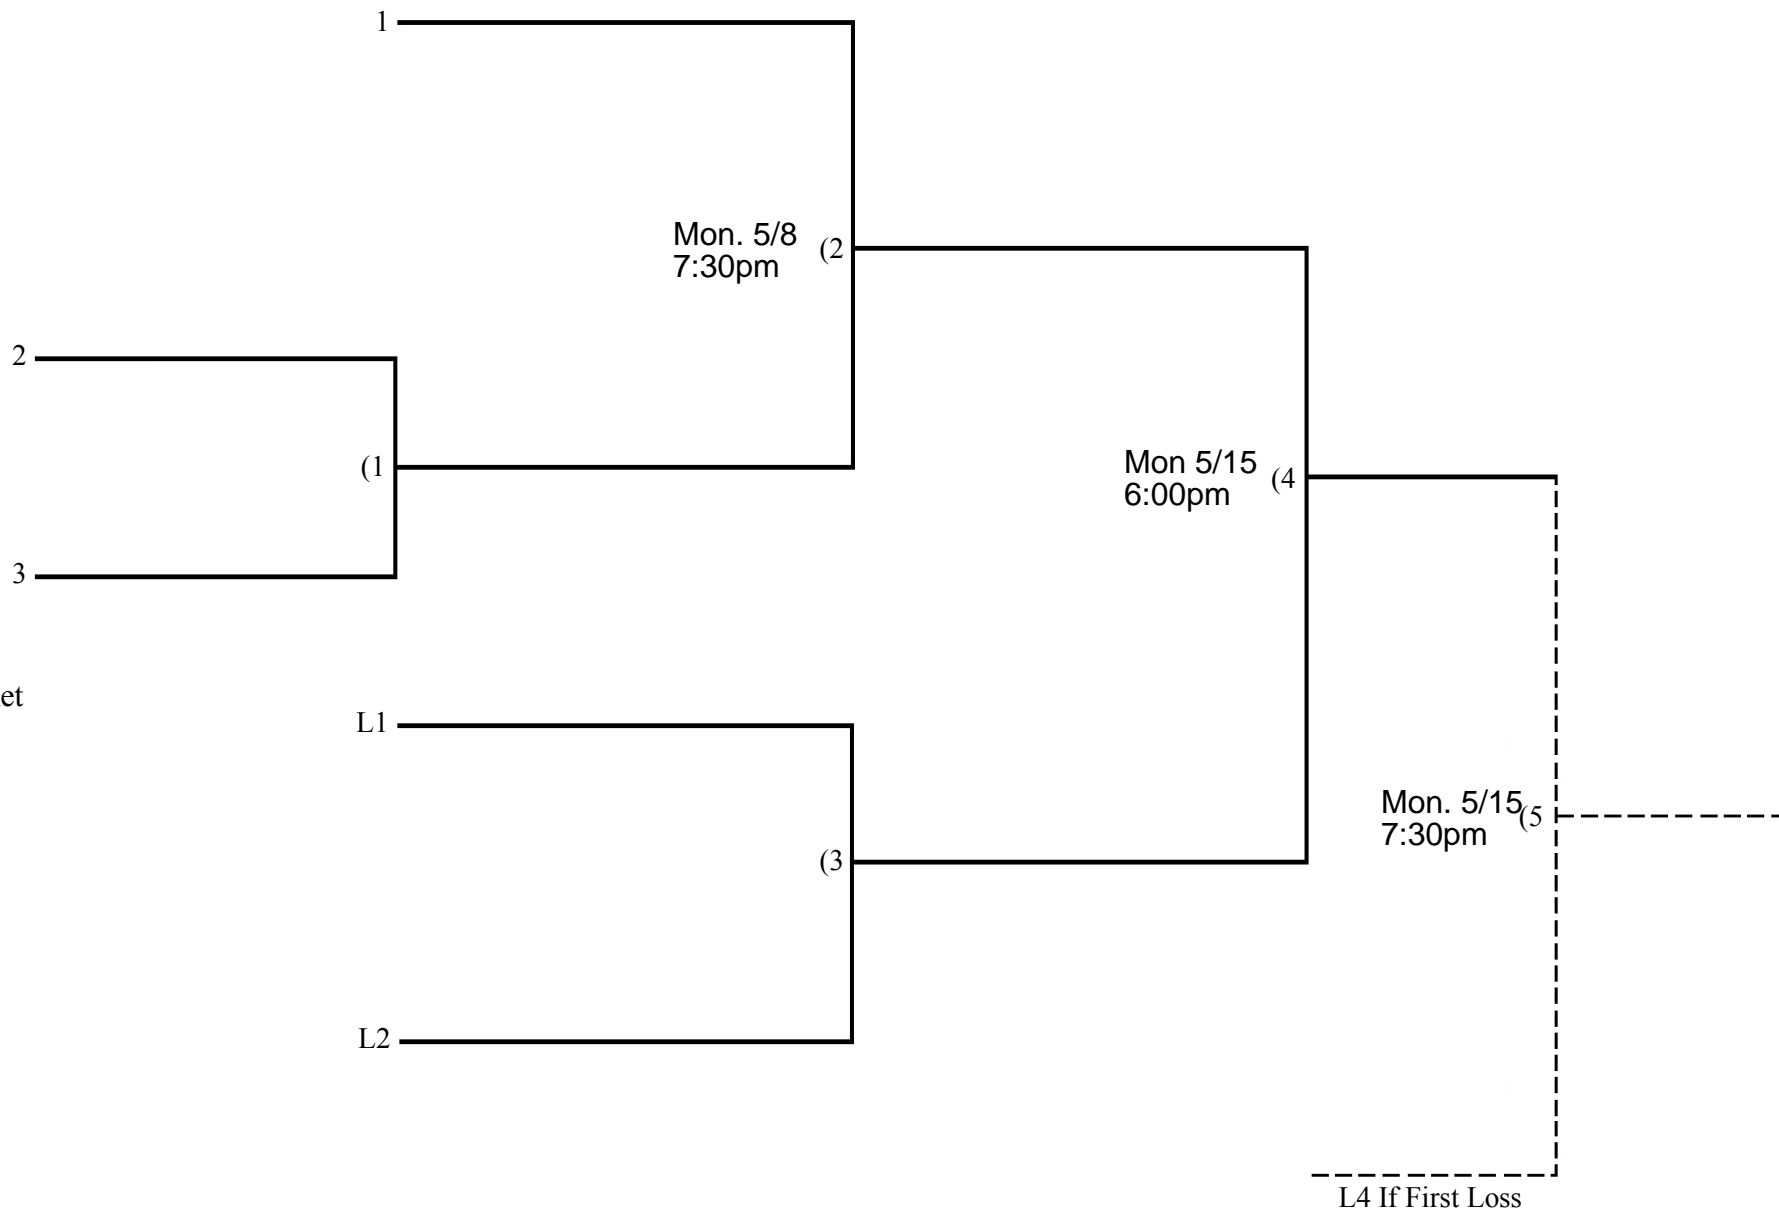 1
Mon. 5/8
7:30pm
(2
2
(1
Mon 5/15
6:00pm
(4
3
et
L1
Mon. 5/15
7:30pm
(5
(3
L2
L4 If First Loss